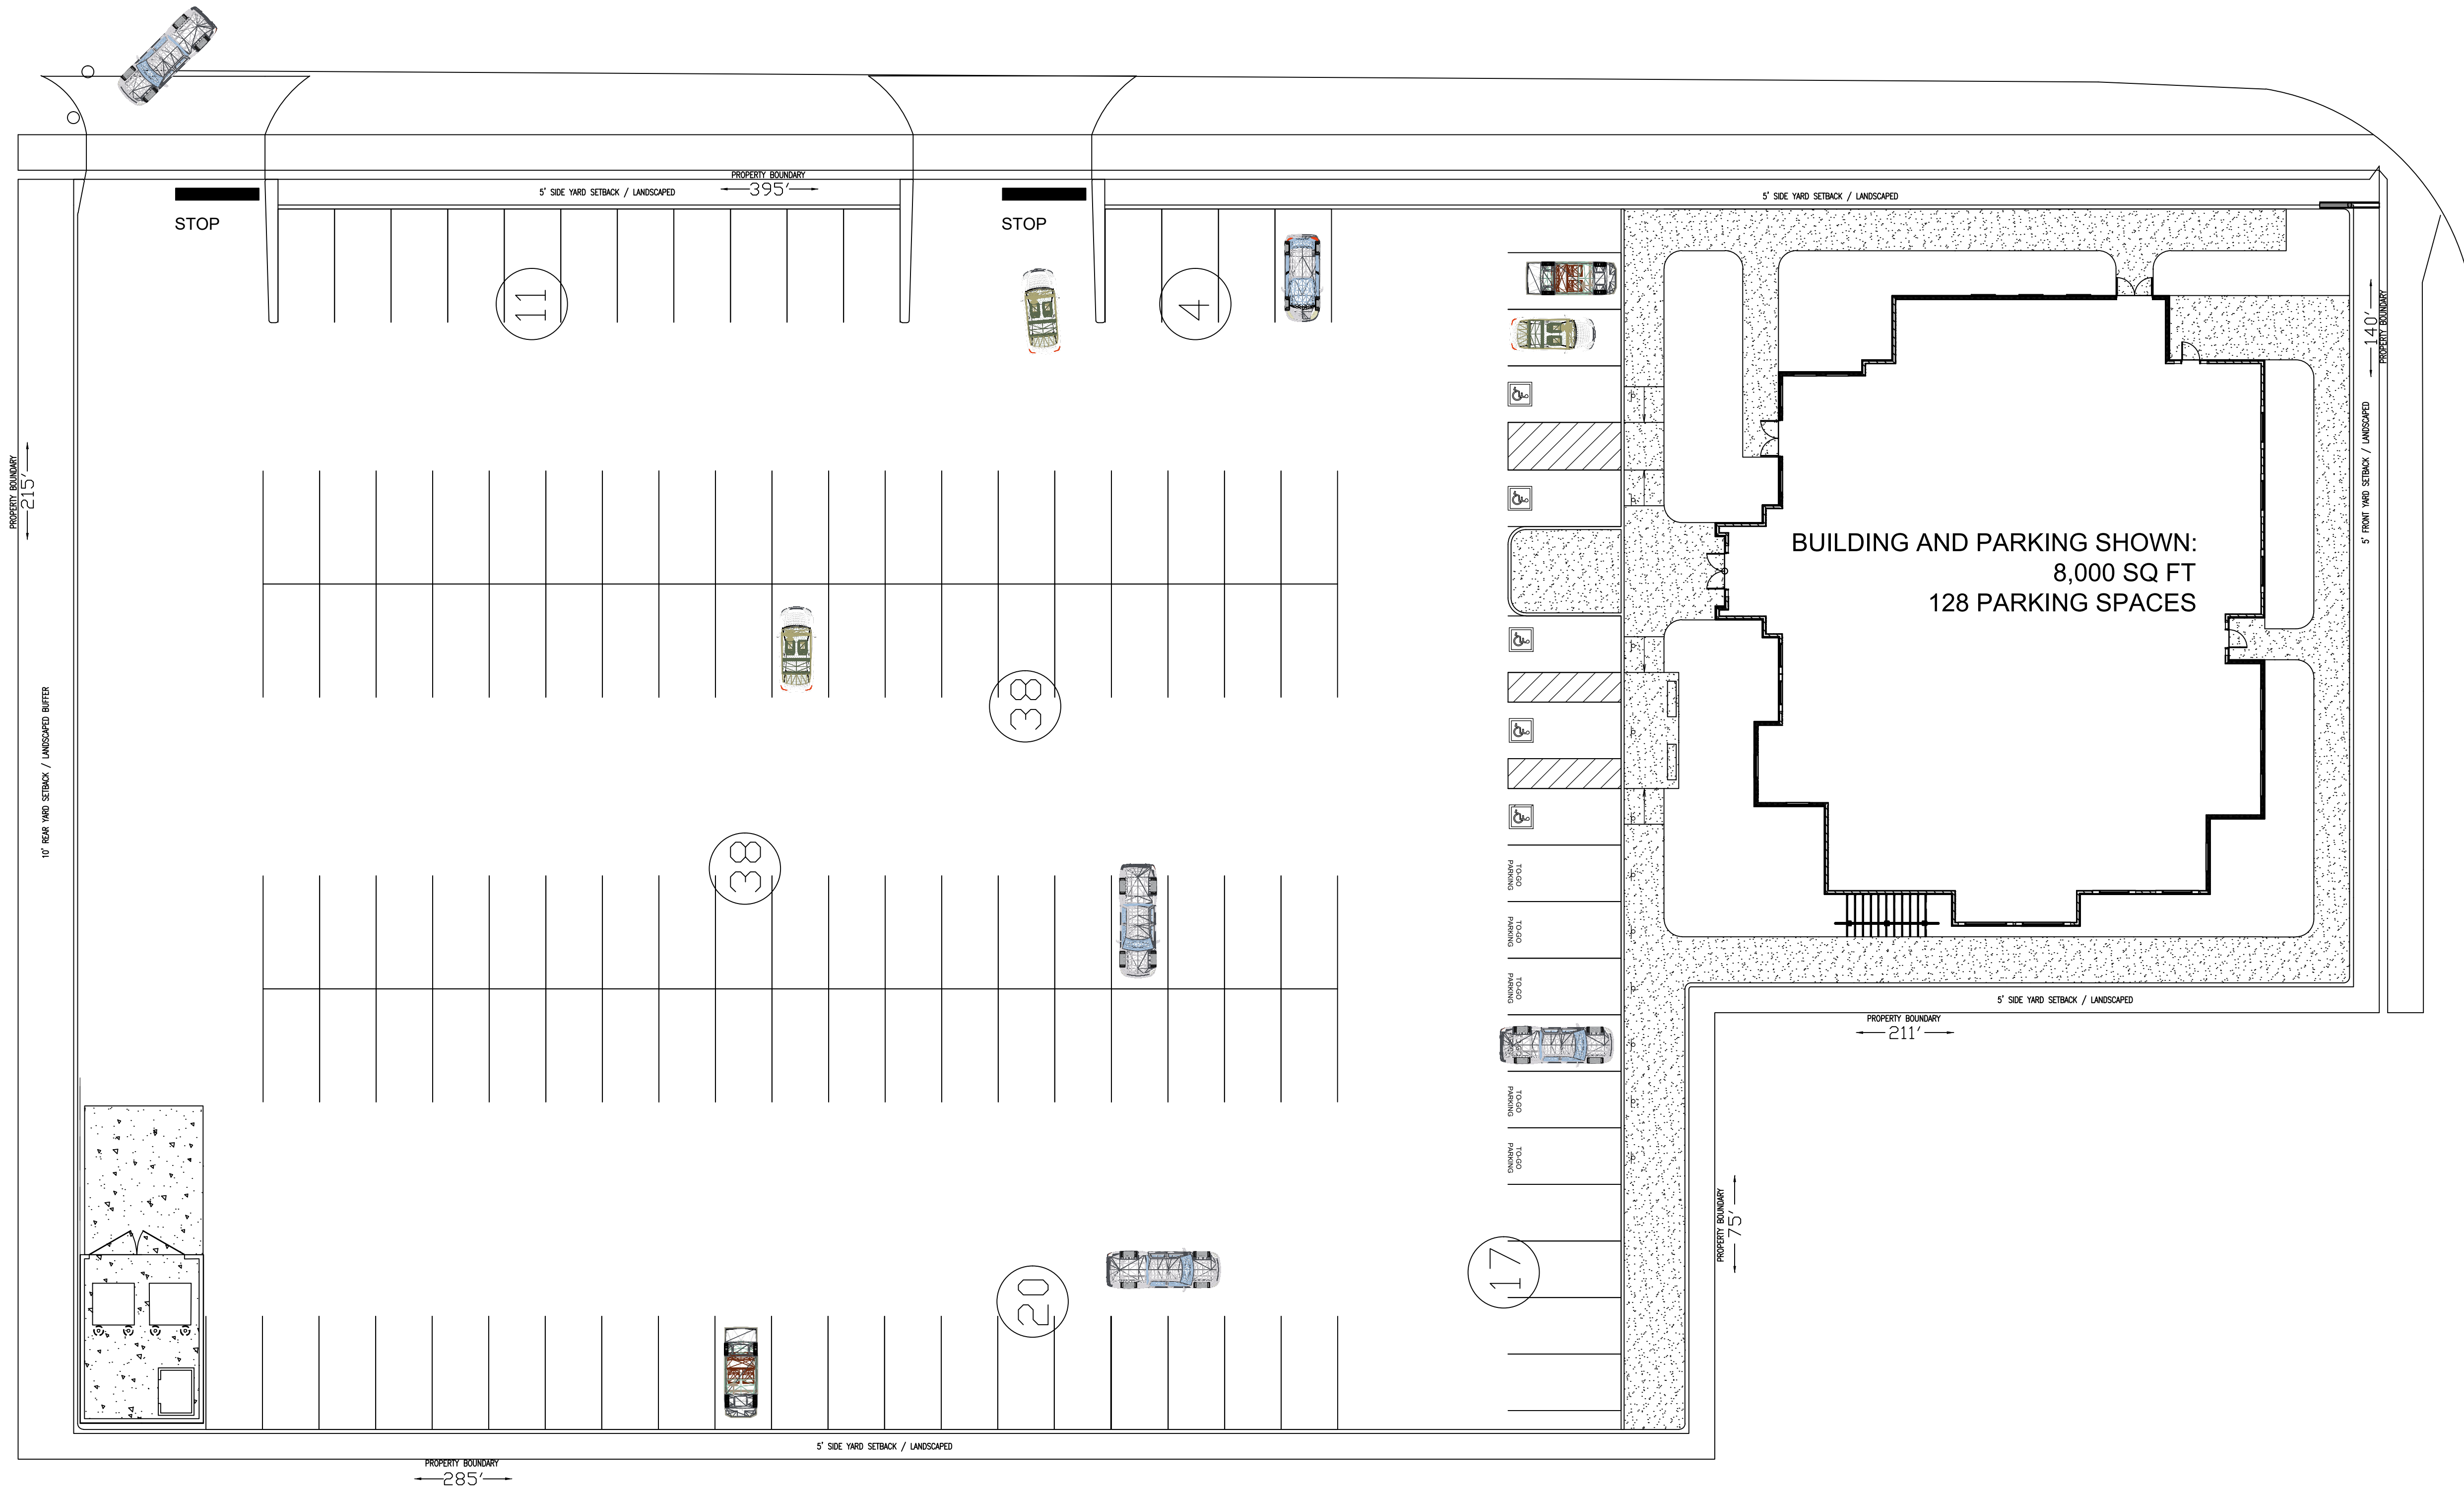 PROPERTY BOUNDARY
395'
5' SIDE YARD SETBACK / LANDSCAPED
5' SIDE YARD SETBACK / LANDSCAPED
STOP
STOP
11
4
140'
PROPERTY BOUNDARY
5' FRONT YARD SETBACK / LANDSCAPED
PROPERTY BOUNDARY
215'
BUILDING AND PARKING SHOWN:
8,000 SQ FT
128 PARKING SPACES
38
10' REAR YARD SETBACK / LANDSCAPED BUFFER
38
TO-GO
PARKING
TO-GO
PARKING
TO-GO
PARKING
TO-GO
PARKING
TO-GO
PARKING
5' SIDE YARD SETBACK / LANDSCAPED
PROPERTY BOUNDARY
211'
PROPERTY BOUNDARY
75'
17
20
5' SIDE YARD SETBACK / LANDSCAPED
PROPERTY BOUNDARY
285'